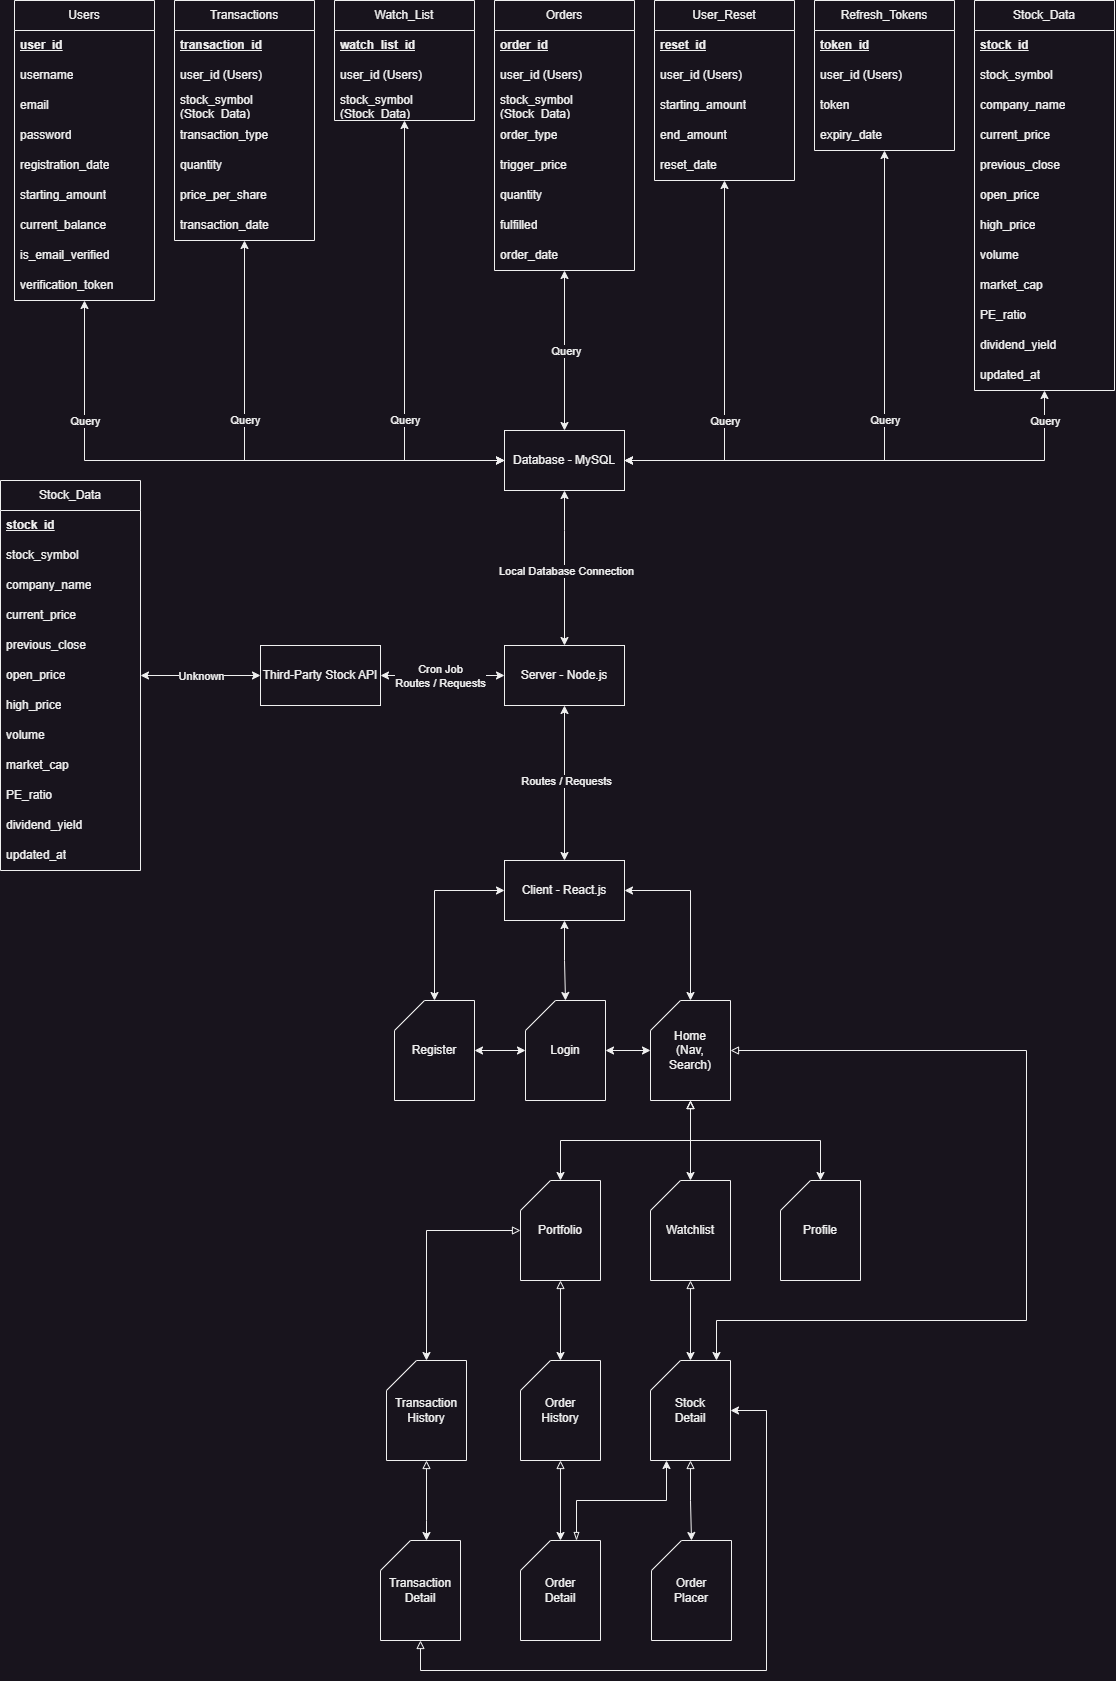 Users
user_id
username
email
password
registration_date
starting_amount
current_balance
is_email_verified
verification_token
Transactions
transaction_id
user_id (Users)
stock_symbol
(Stock_Data)
transaction_type
quantity
price_per_share
transaction_date
Watch_List
watch_list_id
user_id (Users)
stock_symbol
(Stock_Data)
Orders
order_id
user_id (Users)
stock_symbol
(Stock_Data)
order_type
trigger_price
quantity
fulfilled
order_date
User_Reset
reset_id
user_id (Users)
starting_amount
end_amount
reset_date
Refresh_Tokens
token_id
user_id (Users)
token
expiry_date
Stock_Data
stock_id
stock_symbol
company_name
current_price
previous_close
open_price
high_price
volume
market_cap
PE_ratio
dividend_yield
updated_at
Query
Query
Query
Query
Query
Query
Query
Database - MySQL
Local Database Connection
Stock_Data
stock_id
stock_symbol
company_name
current_price
previous_close
open_price
high_price
volume
market_cap
PE_ratio
dividend_yield
updated_at
Unknown
Third-Party Stock API
Cron Job
Routes / Requests
Server - Node.js
Routes / Requests
Client - React.js
Register
Login
Home
(Nav,
Search)
Portfolio
Watchlist
Profile
Transaction
History
Order
History
Stock
Detail
Transaction
Detail
Order
Detail
Order
Placer